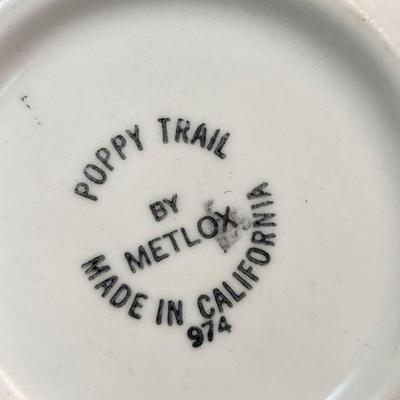 POPPY TRAIL
BY
METLOX
MADE IN CALIFORNIA
974